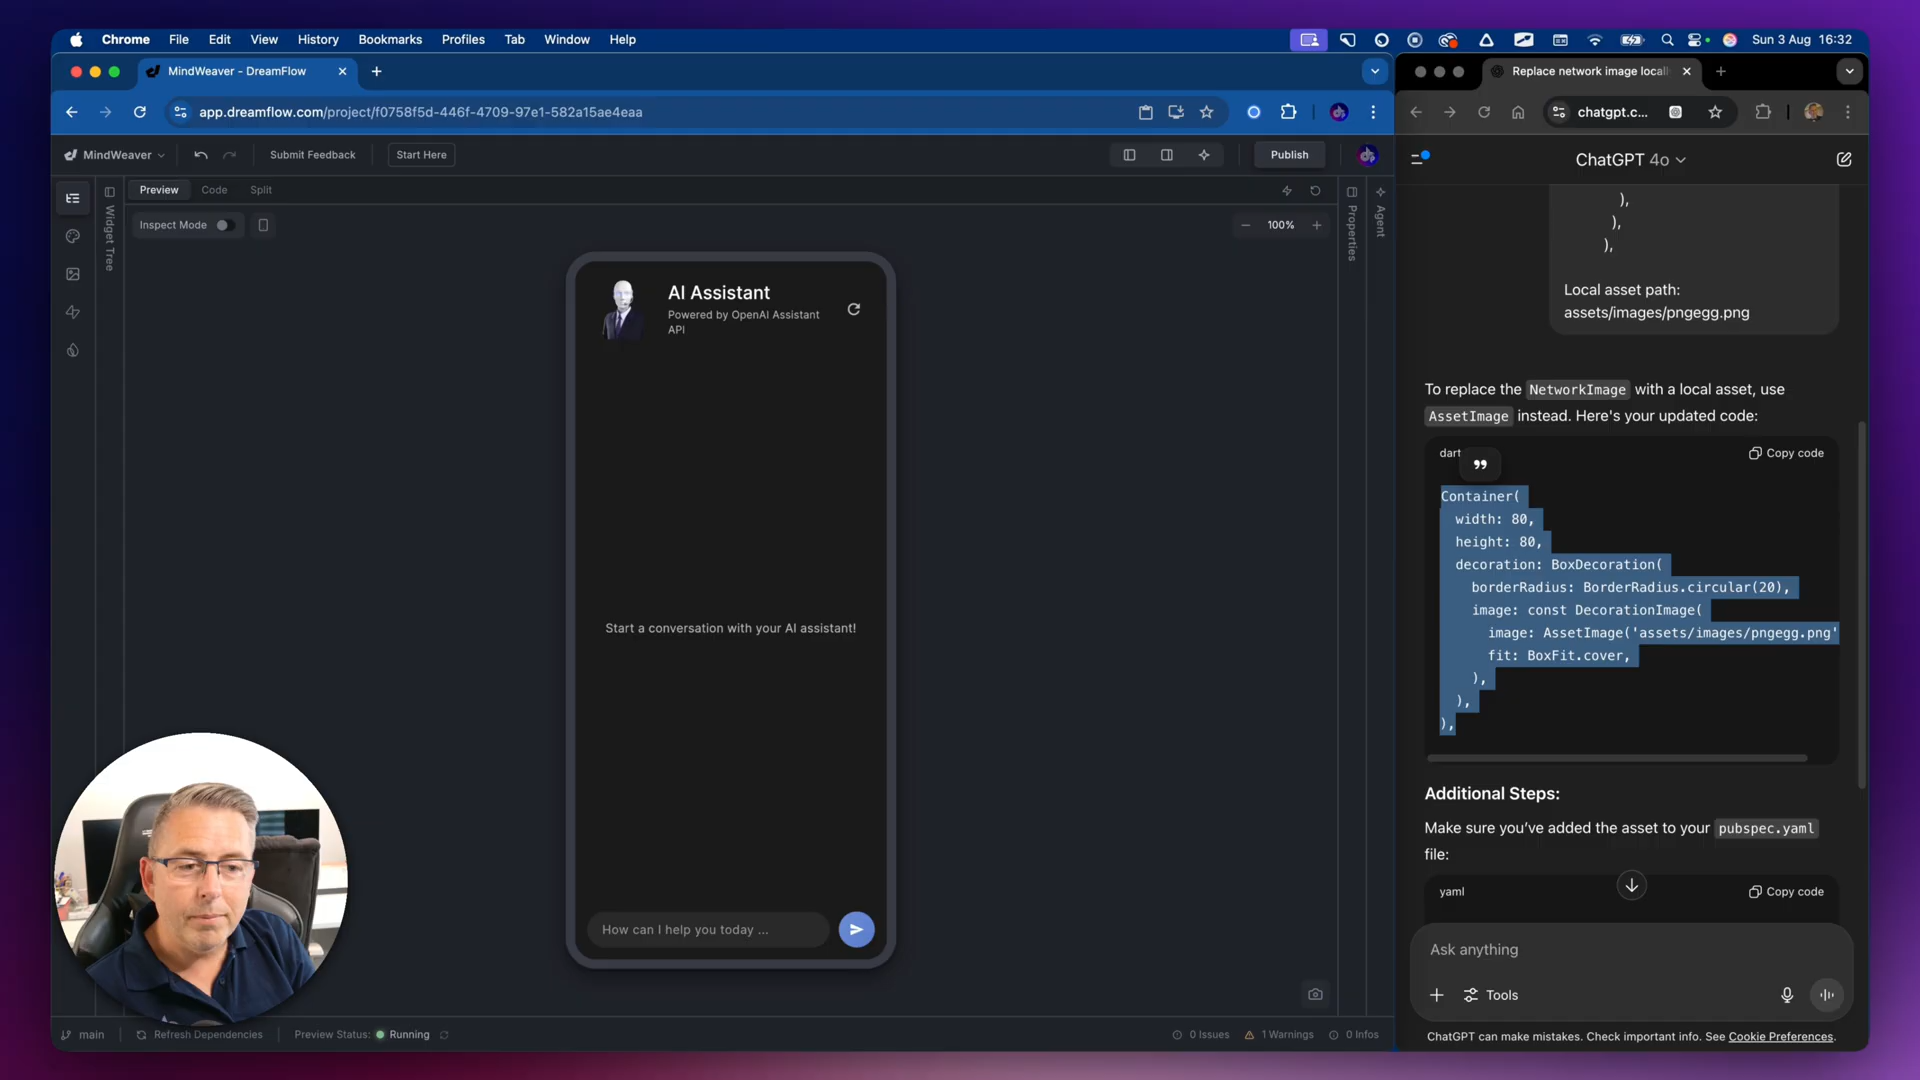 Chrome File Edit View History Bookmarks Profiles Tab Window Help
Sun 3 Aug 16:32
MindWeaver - DreamFlow
app.dreamflow.com/project/f0758f5d-446f-4709-97e1-582a15ae4eaa
MindWeaver
Submit Feedback
Start Here
Publish
Preview Code Split
Inspect Mode
100%
Widget Tree
Properties
Agent
AI Assistant
Powered by OpenAI Assistant
API
Start a conversation with your AI assistant!
How can I help you today ...
main
Refresh Dependencies
Preview Status: Running
0 Issues
1 Warnings
0 Infos
Replace network image locall
chatgpt.c...
ChatGPT 4o
),
),
),
Local asset path:
assets/images/pngegg.png
To replace the NetworkImage with a local asset, use
AssetImage instead. Here's your updated code:
dart
Copy code
Container(
width: 80,
height: 80,
decoration: BoxDecoration(
borderRadius: BorderRadius.circular(20),
image: const DecorationImage(
image: AssetImage('assets/images/pngegg.png'
fit: BoxFit.cover,
),
),
),
Additional Steps:
Make sure you've added the asset to your pubspec.yaml
file:
yaml
Copy code
Ask anything
Tools
ChatGPT can make mistakes. Check important info. See Cookie Preferences.